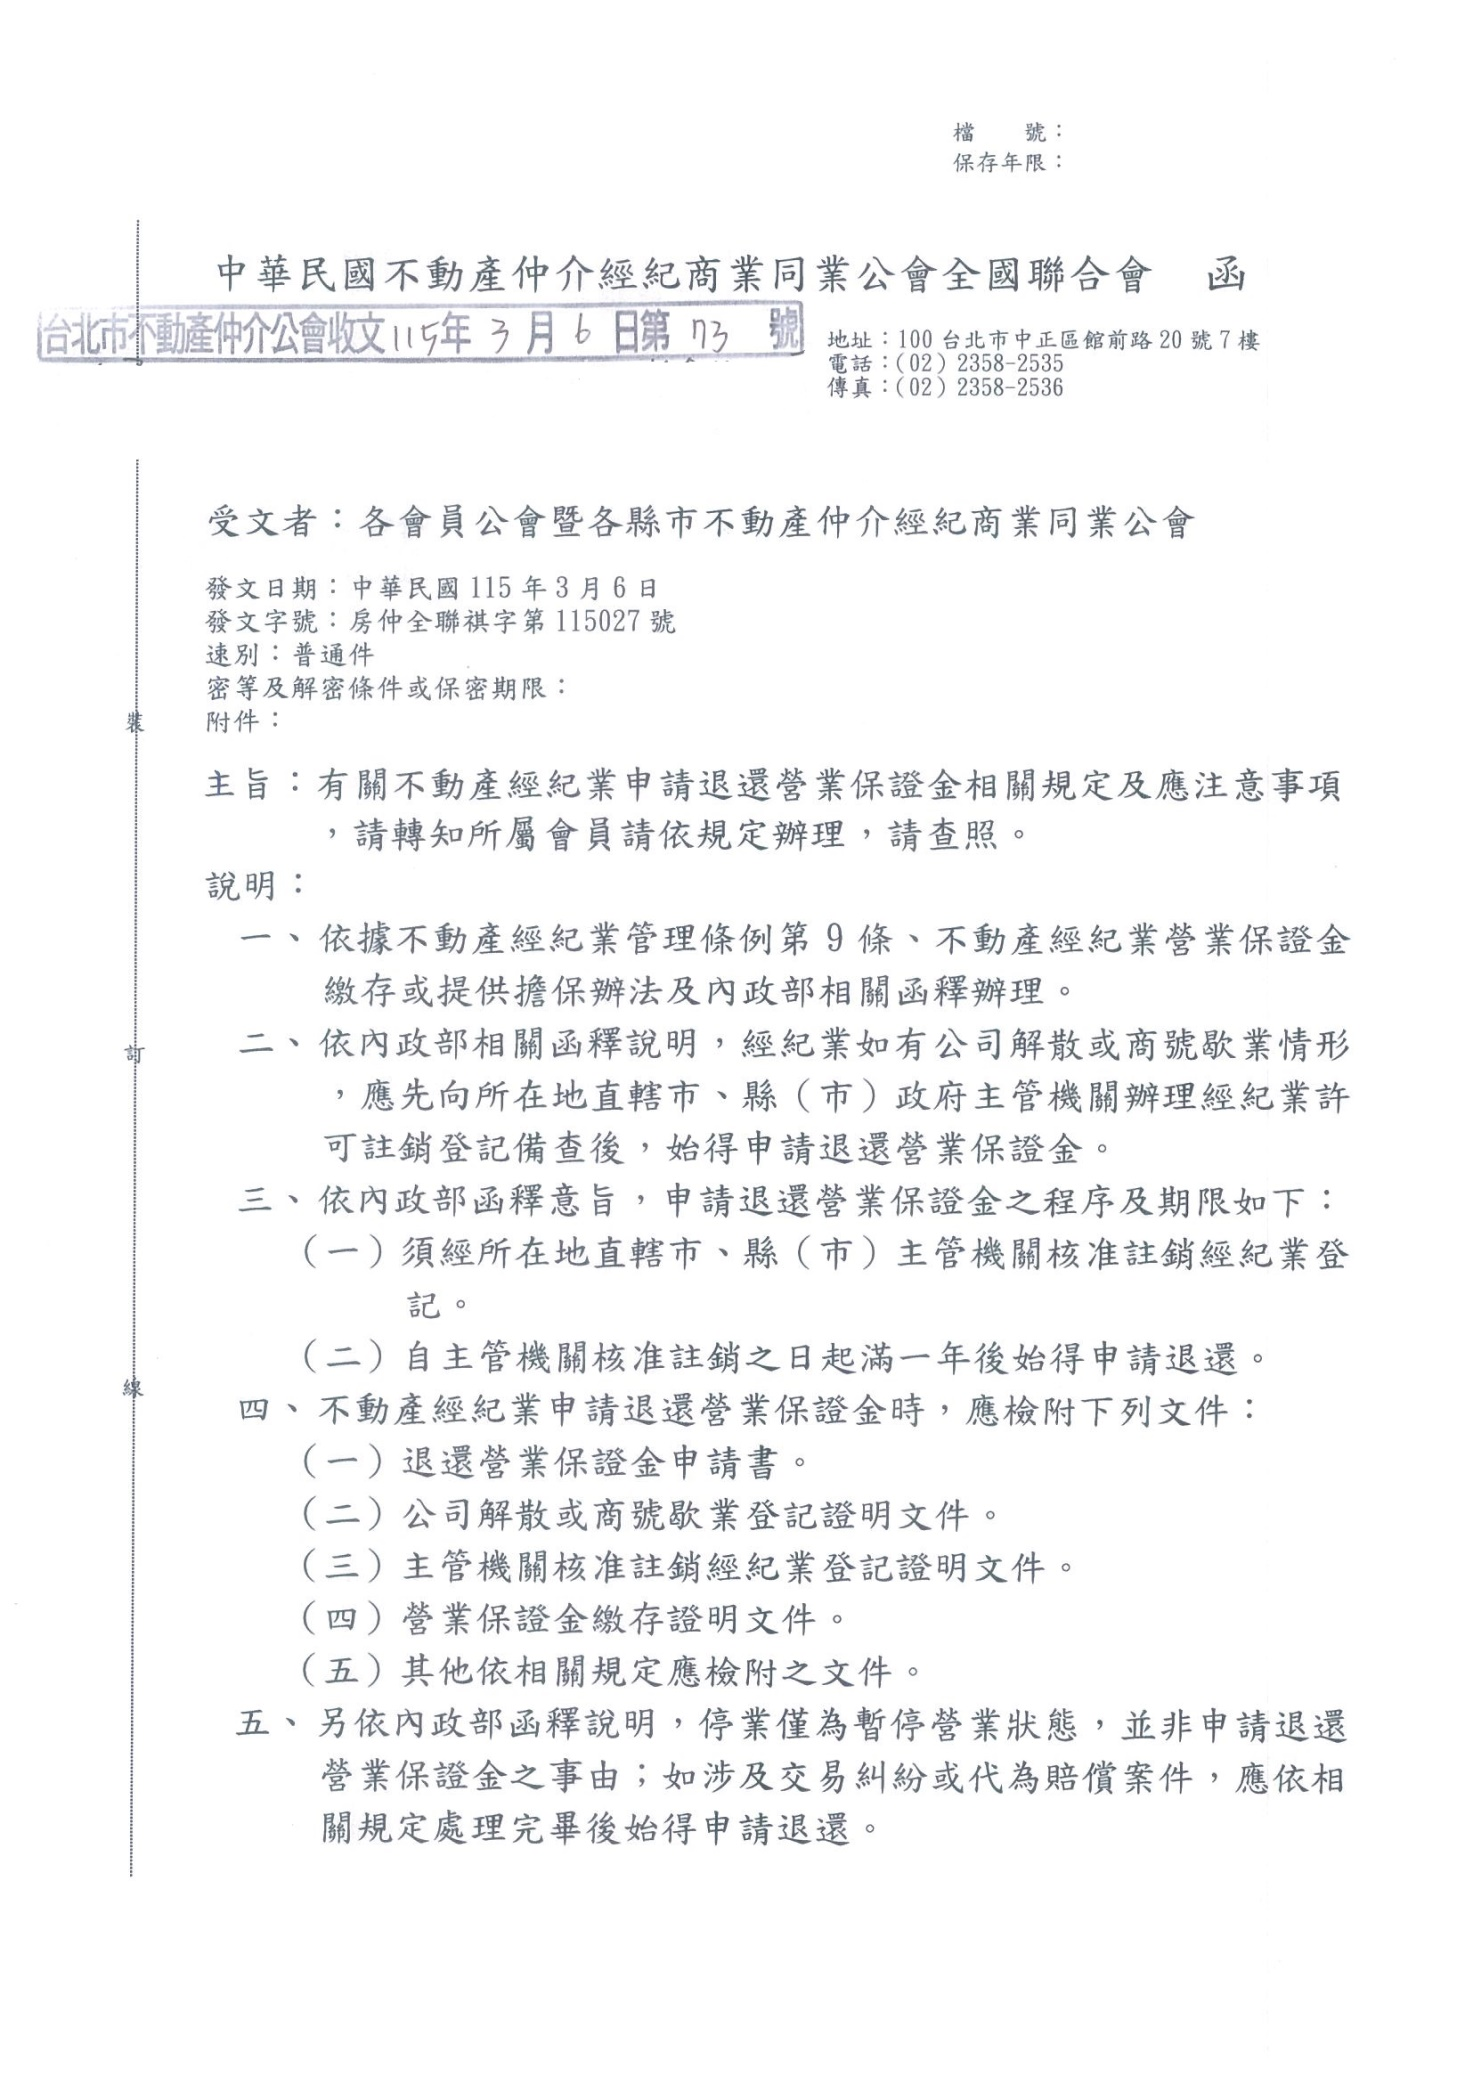 檔　　號：
保存年限：
中華民國不動產仲介經紀商業同業公會全國聯合會　函
台北市不動產仲介公會收文115年3月6日第73號
地址：100台北市中正區館前路20號7樓
電話：(02)2358-2535
傳真：(02)2358-2536
受文者：各會員公會暨各縣市不動產仲介經紀商業同業公會
發文日期：中華民國115年3月6日
發文字號：房仲全聯祺字第115027號
速別：普通件
密等及解密條件或保密期限：
附件：
裝
主旨：有關不動產經紀業申請退還營業保證金相關規定及應注意事項
，請轉知所屬會員請依規定辦理，請查照。
說明：
一、依據不動產經紀業管理條例第9條、不動產經紀業營業保證金
繳存或提供擔保辦法及內政部相關函釋辦理。
二、依內政部相關函釋說明，經紀業如有公司解散或商號歇業情形
訂
，應先向所在地直轄市、縣（市）政府主管機關辦理經紀業許
可註銷登記備查後，始得申請退還營業保證金。
三、依內政部函釋意旨，申請退還營業保證金之程序及期限如下：
（一）須經所在地直轄市、縣（市）主管機關核准註銷經紀業登
記。
（二）自主管機關核准註銷之日起滿一年後始得申請退還。
線
四、不動產經紀業申請退還營業保證金時，應檢附下列文件：
（一）退還營業保證金申請書。
（二）公司解散或商號歇業登記證明文件。
（三）主管機關核准註銷經紀業登記證明文件。
（四）營業保證金繳存證明文件。
（五）其他依相關規定應檢附之文件。
五、另依內政部函釋說明，停業僅為暫停營業狀態，並非申請退還
營業保證金之事由；如涉及交易糾紛或代為賠償案件，應依相
關規定處理完畢後始得申請退還。